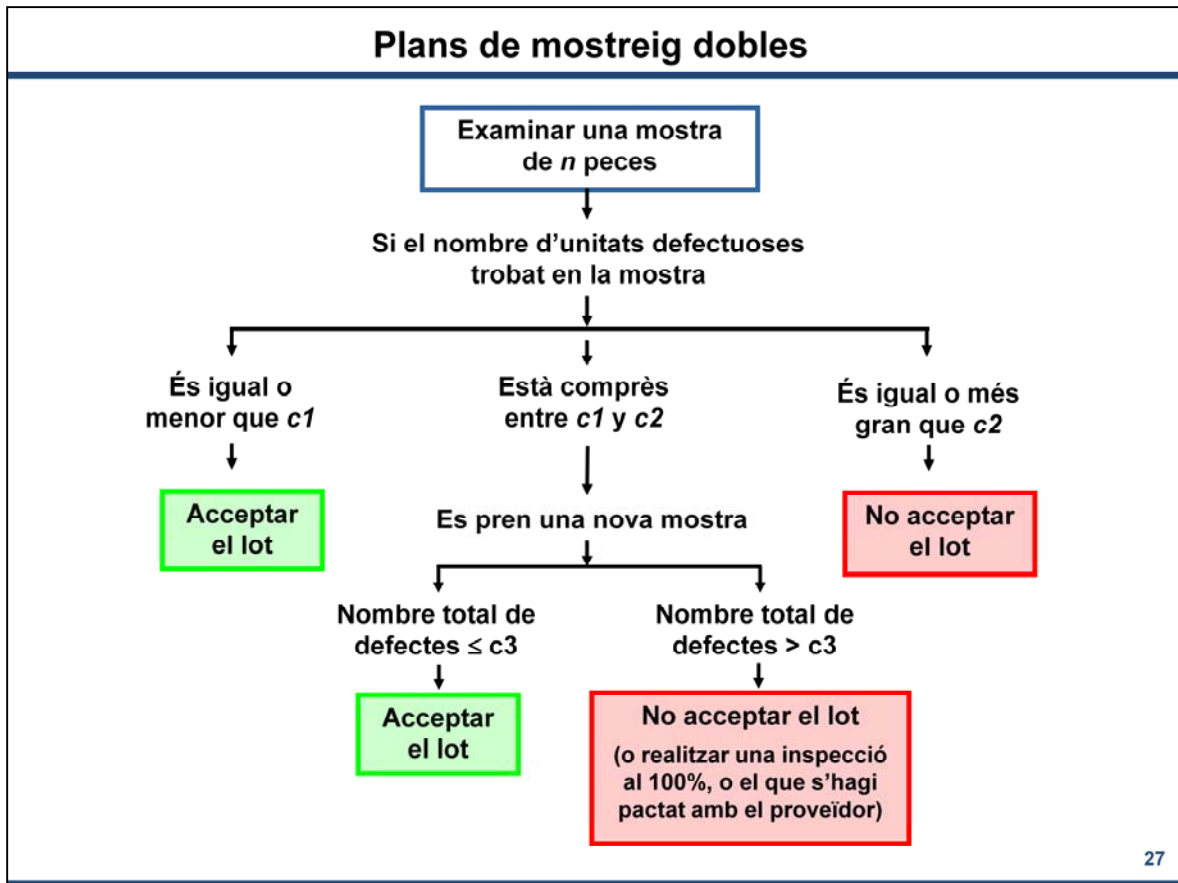 Plans de mostreig dobles
Examinar una mostra
de n peces
Si el nombre d'unitats defectuoses
trobat en la mostra
És igual o
menor que c1
Està comprès
entre c1 y c2
És igual o més
gran que c2
Acceptar
el lot
Es pren una nova mostra
No acceptar
el lot
Nombre total de
defectes ≤ c3
Nombre total de
defectes > c3
Acceptar
el lot
No acceptar el lot
(o realitzar una inspecció
al 100%, o el que s'hagi
pactat amb el proveïdor)
27